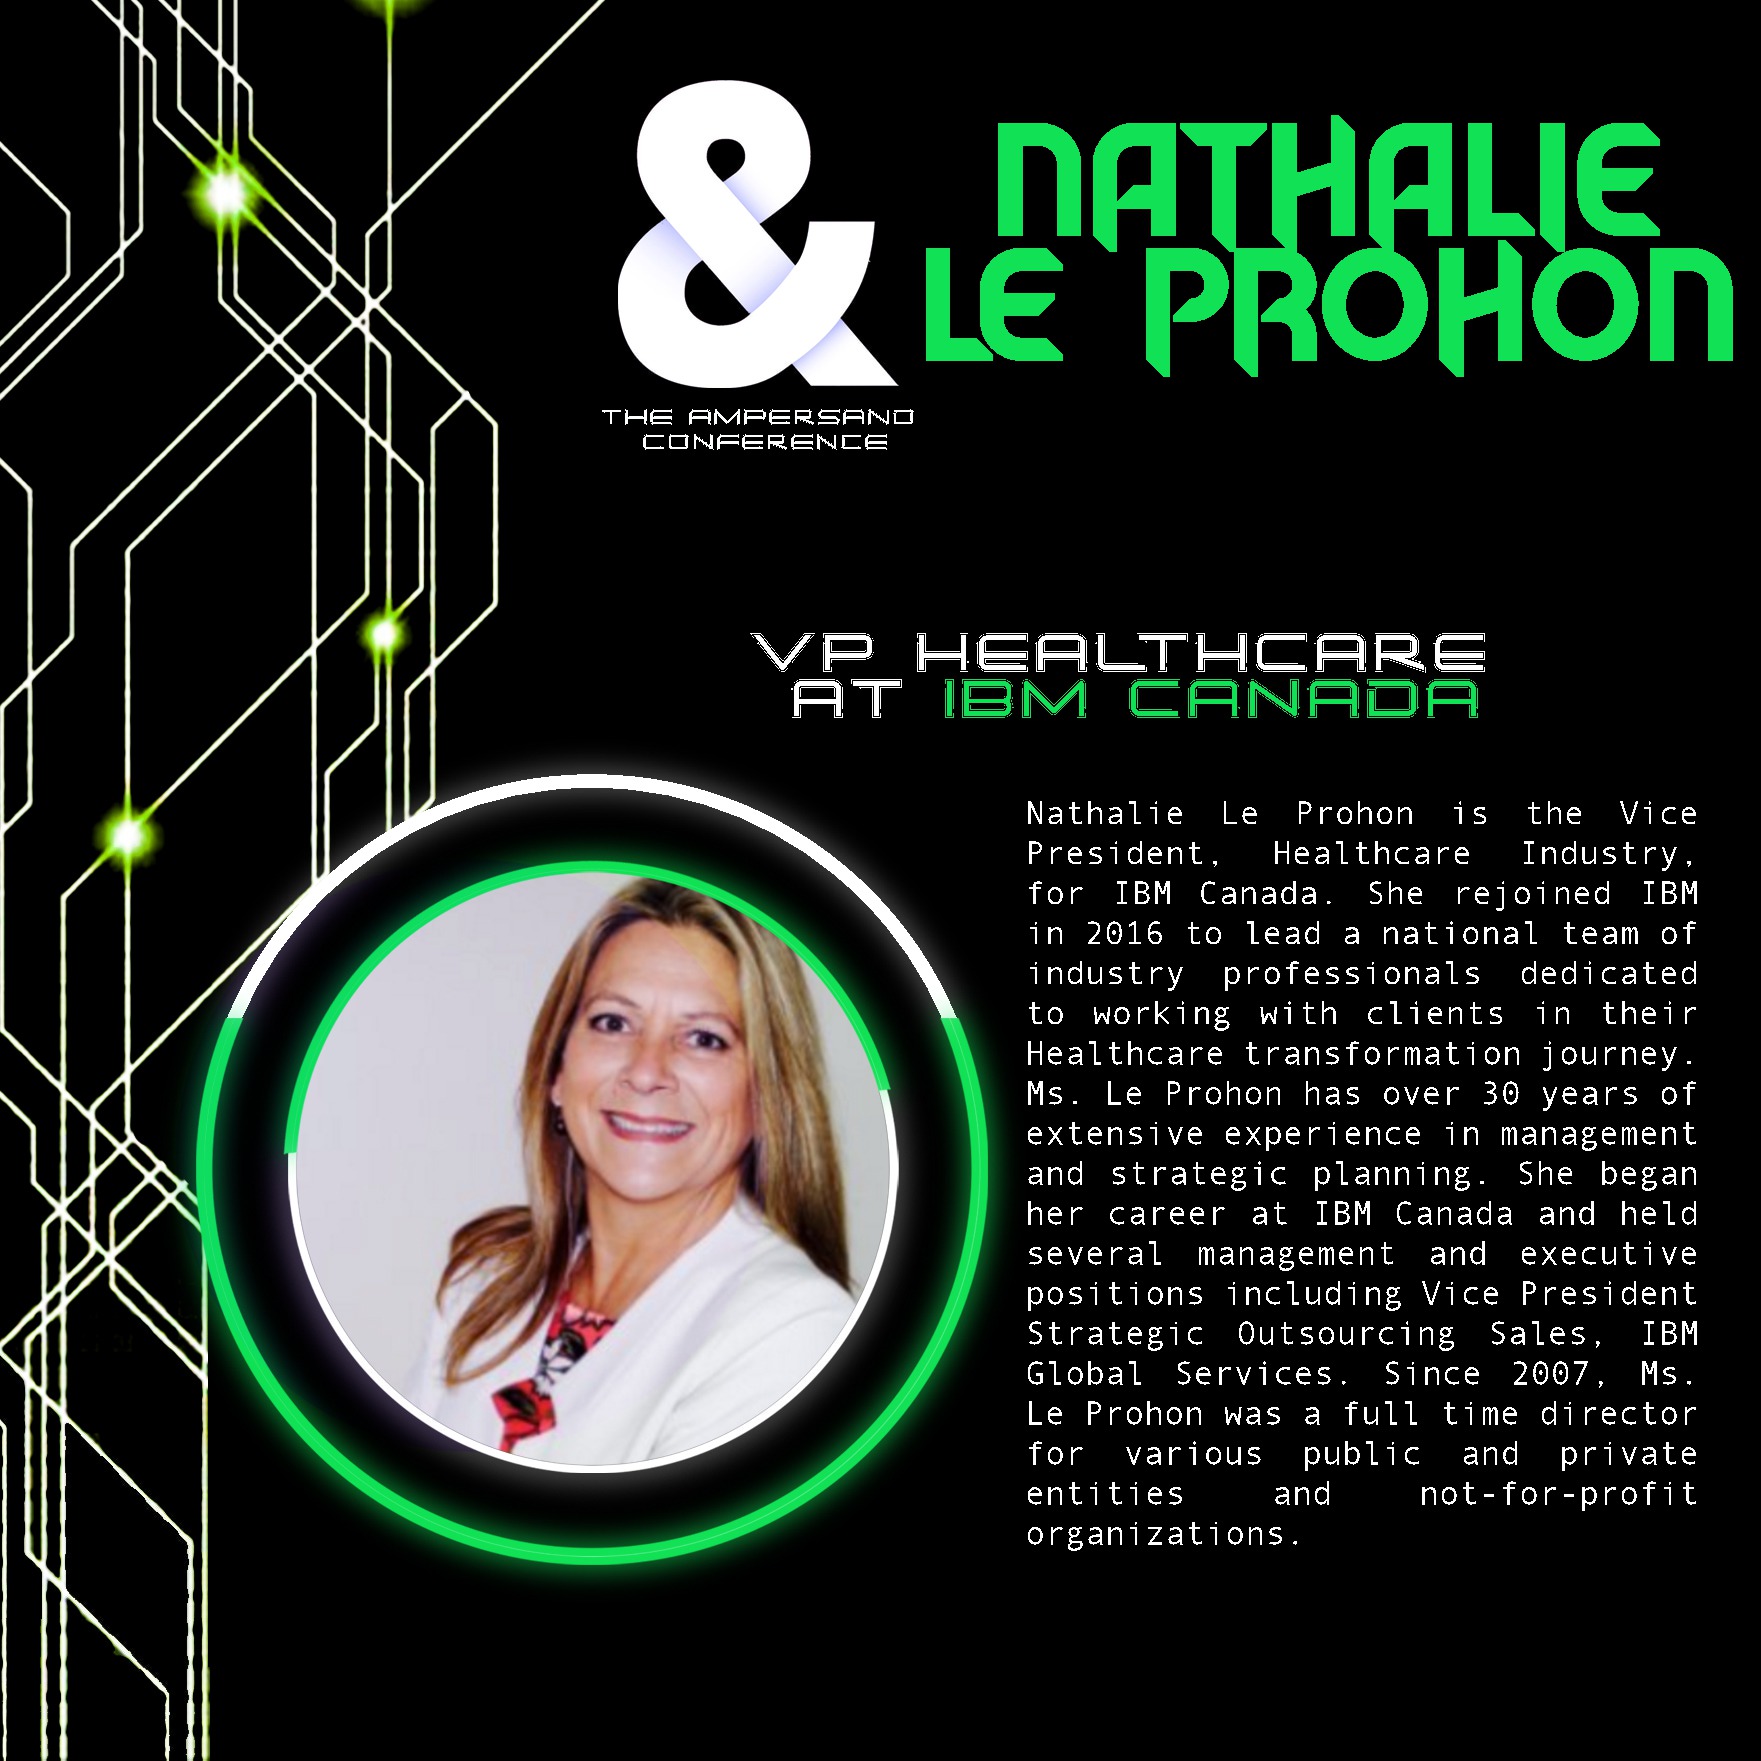 &
THE AMPERSAND
CONFERENCE
NATHALIE
LE PROHON
VP HEALTHCARE
AT IBM CANADA
Nathalie Le Prohon is the Vice
President, Healthcare Industry,
for IBM Canada. She rejoined IBM
in 2016 to lead a national team of
industry professionals dedicated
to working with clients in their
Healthcare transformation journey.
Ms. Le Prohon has over 30 years of
extensive experience in management
and strategic planning. She began
her career at IBM Canada and held
several management and executive
positions including Vice President
Strategic Outsourcing Sales, IBM
Global Services. Since 2007, Ms.
Le Prohon was a full time director
for various public and private
entities and not-for-profit
organizations.